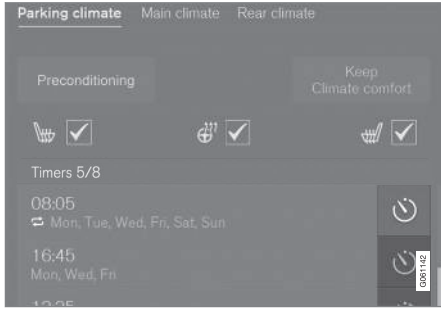 Parking climate Main climate Rear climate
Preconditioning
Keep
Climate comfort
Timers 5/8
08:05
Mon, Tue, Wed, Fri, Sat, Sun
16:45
Mon, Wed, Fri
G061142